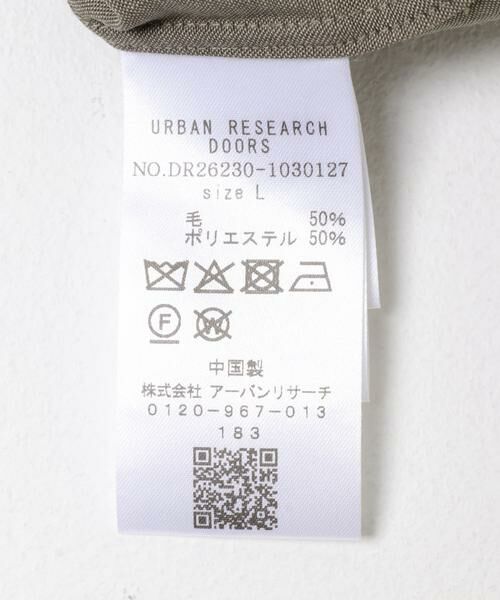 URBAN RESEARCH
DOORS
NO.DR26230-1030127
size L
毛 50%
ポリエステル 50%
F
W
中国製
株式会社 アーバンリサーチ
0120-967-013
183